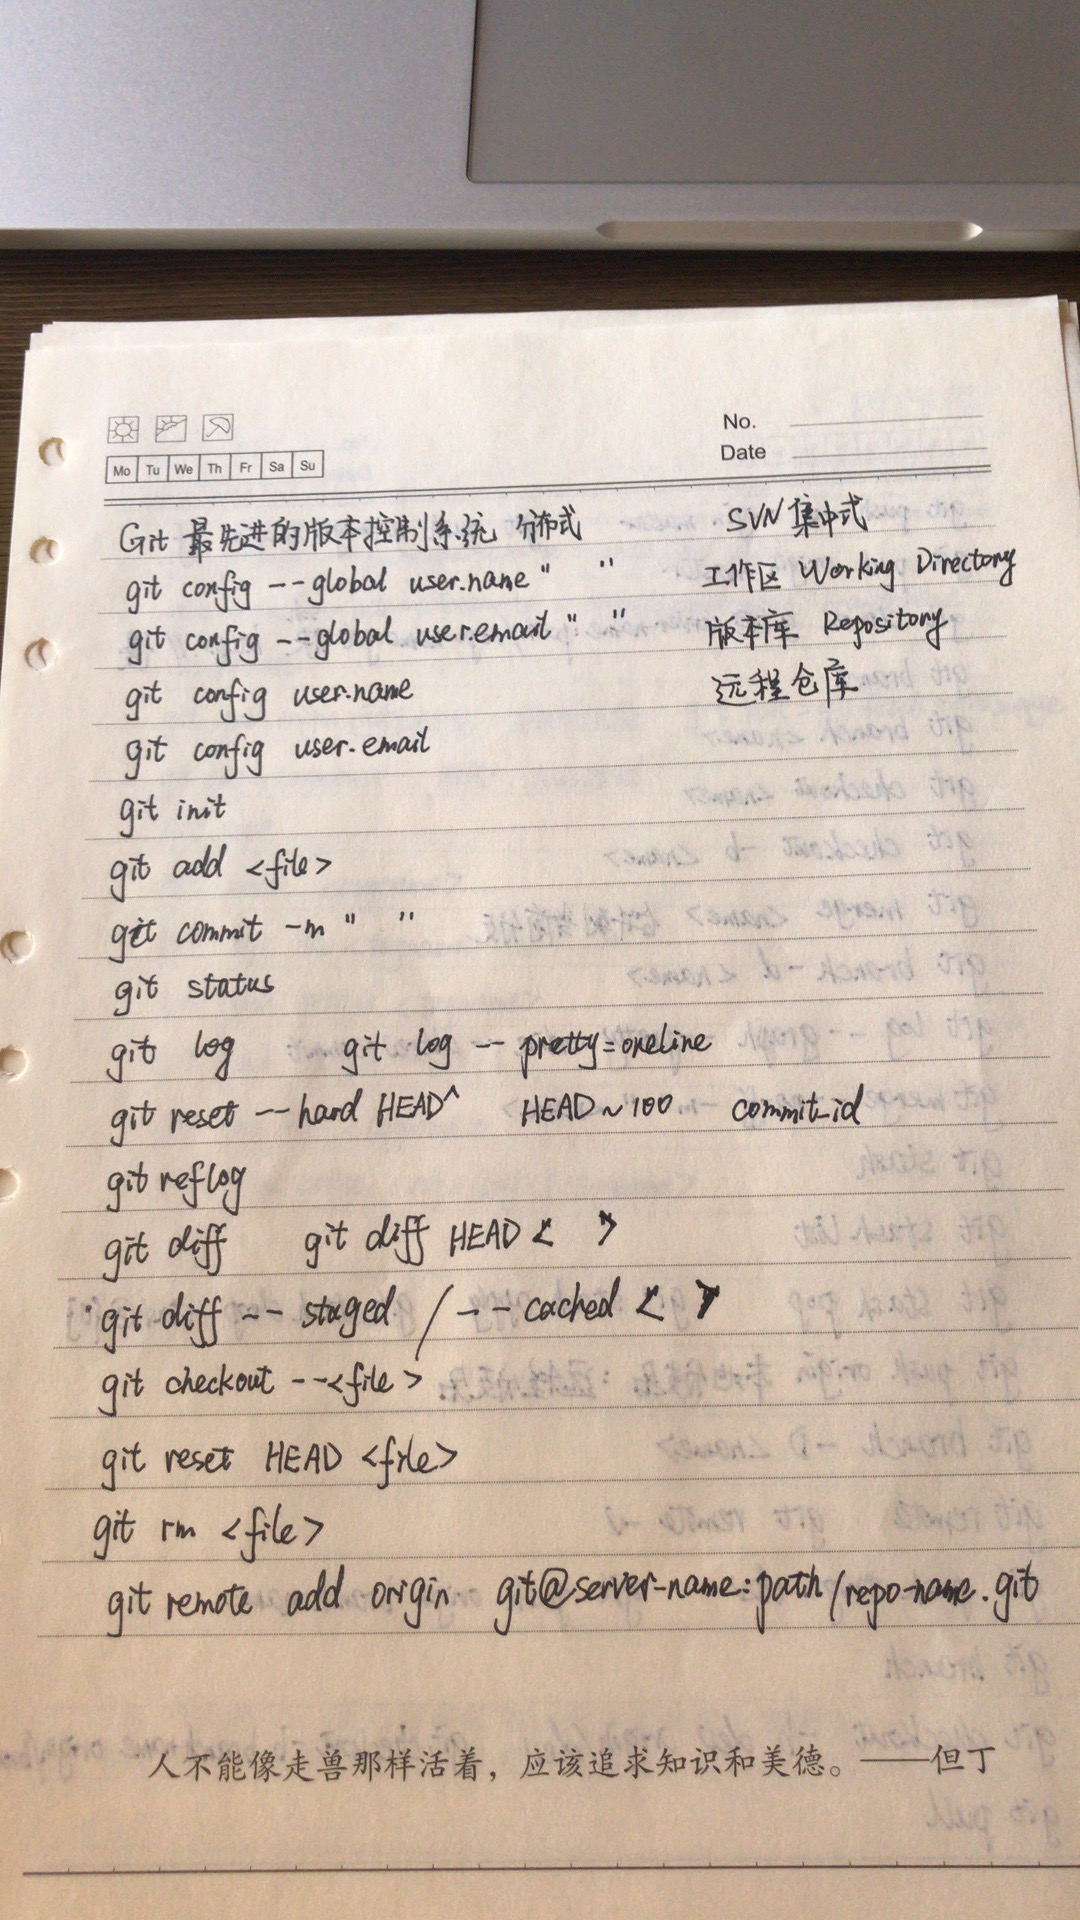 No.
Date
Mo Tu We Th Fr Sa Su
Git 最先进的版本控制系统 分布式 SVN 集中式
git config --global user.name " " 工作区 Working Directory
git config --global user.email " " 版本库 Repository
git config user.name 远程仓库
git config user.email
git init
git add <file>
git commit -m " "
git status
git log git log -- pretty=oneline
git reset --hard HEAD^ HEAD~100 commit_id
git reflog
git diff git diff HEAD < >
git diff -- staged / -- cached < >
git checkout --<file>
git reset HEAD <file>
git rm <file>
git remote add origin git@server-name:path/repo-name.git
人不能像走兽那样活着，应该追求知识和美德。——但丁